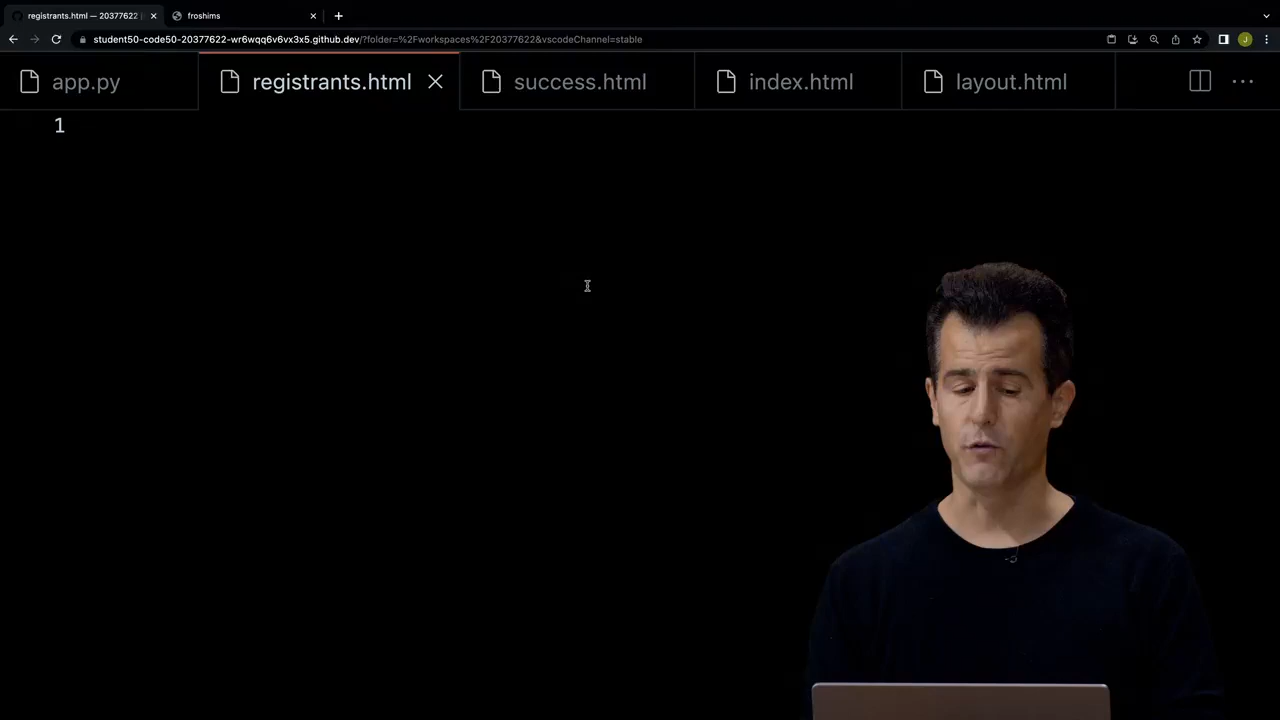 registrants.html — 20377622
froshims
student50-code50-20377622-wr6wqq6v6vx3x5.github.dev/?folder=%2Fworkspaces%2F20377622&vscodeChannel=stable
J
app.py
registrants.html
success.html
index.html
layout.html
1